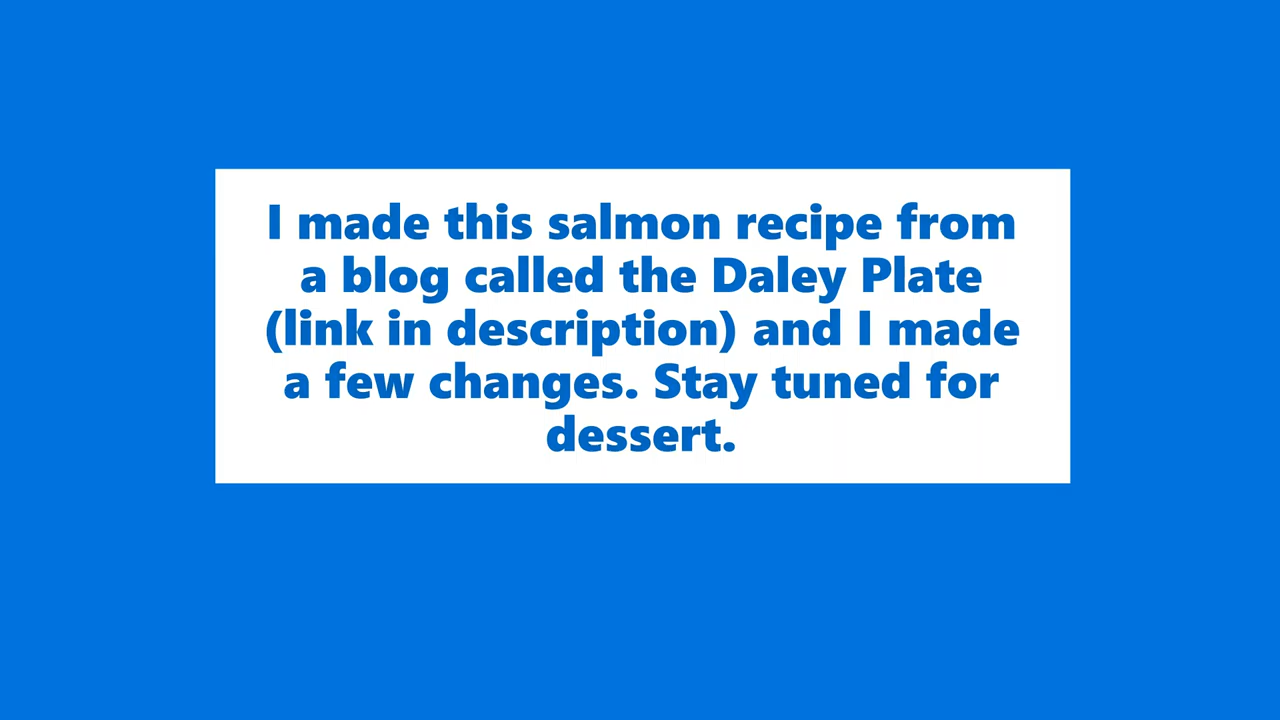 I made this salmon recipe from
a blog called the Daley Plate
(link in description) and I made
a few changes. Stay tuned for
dessert.